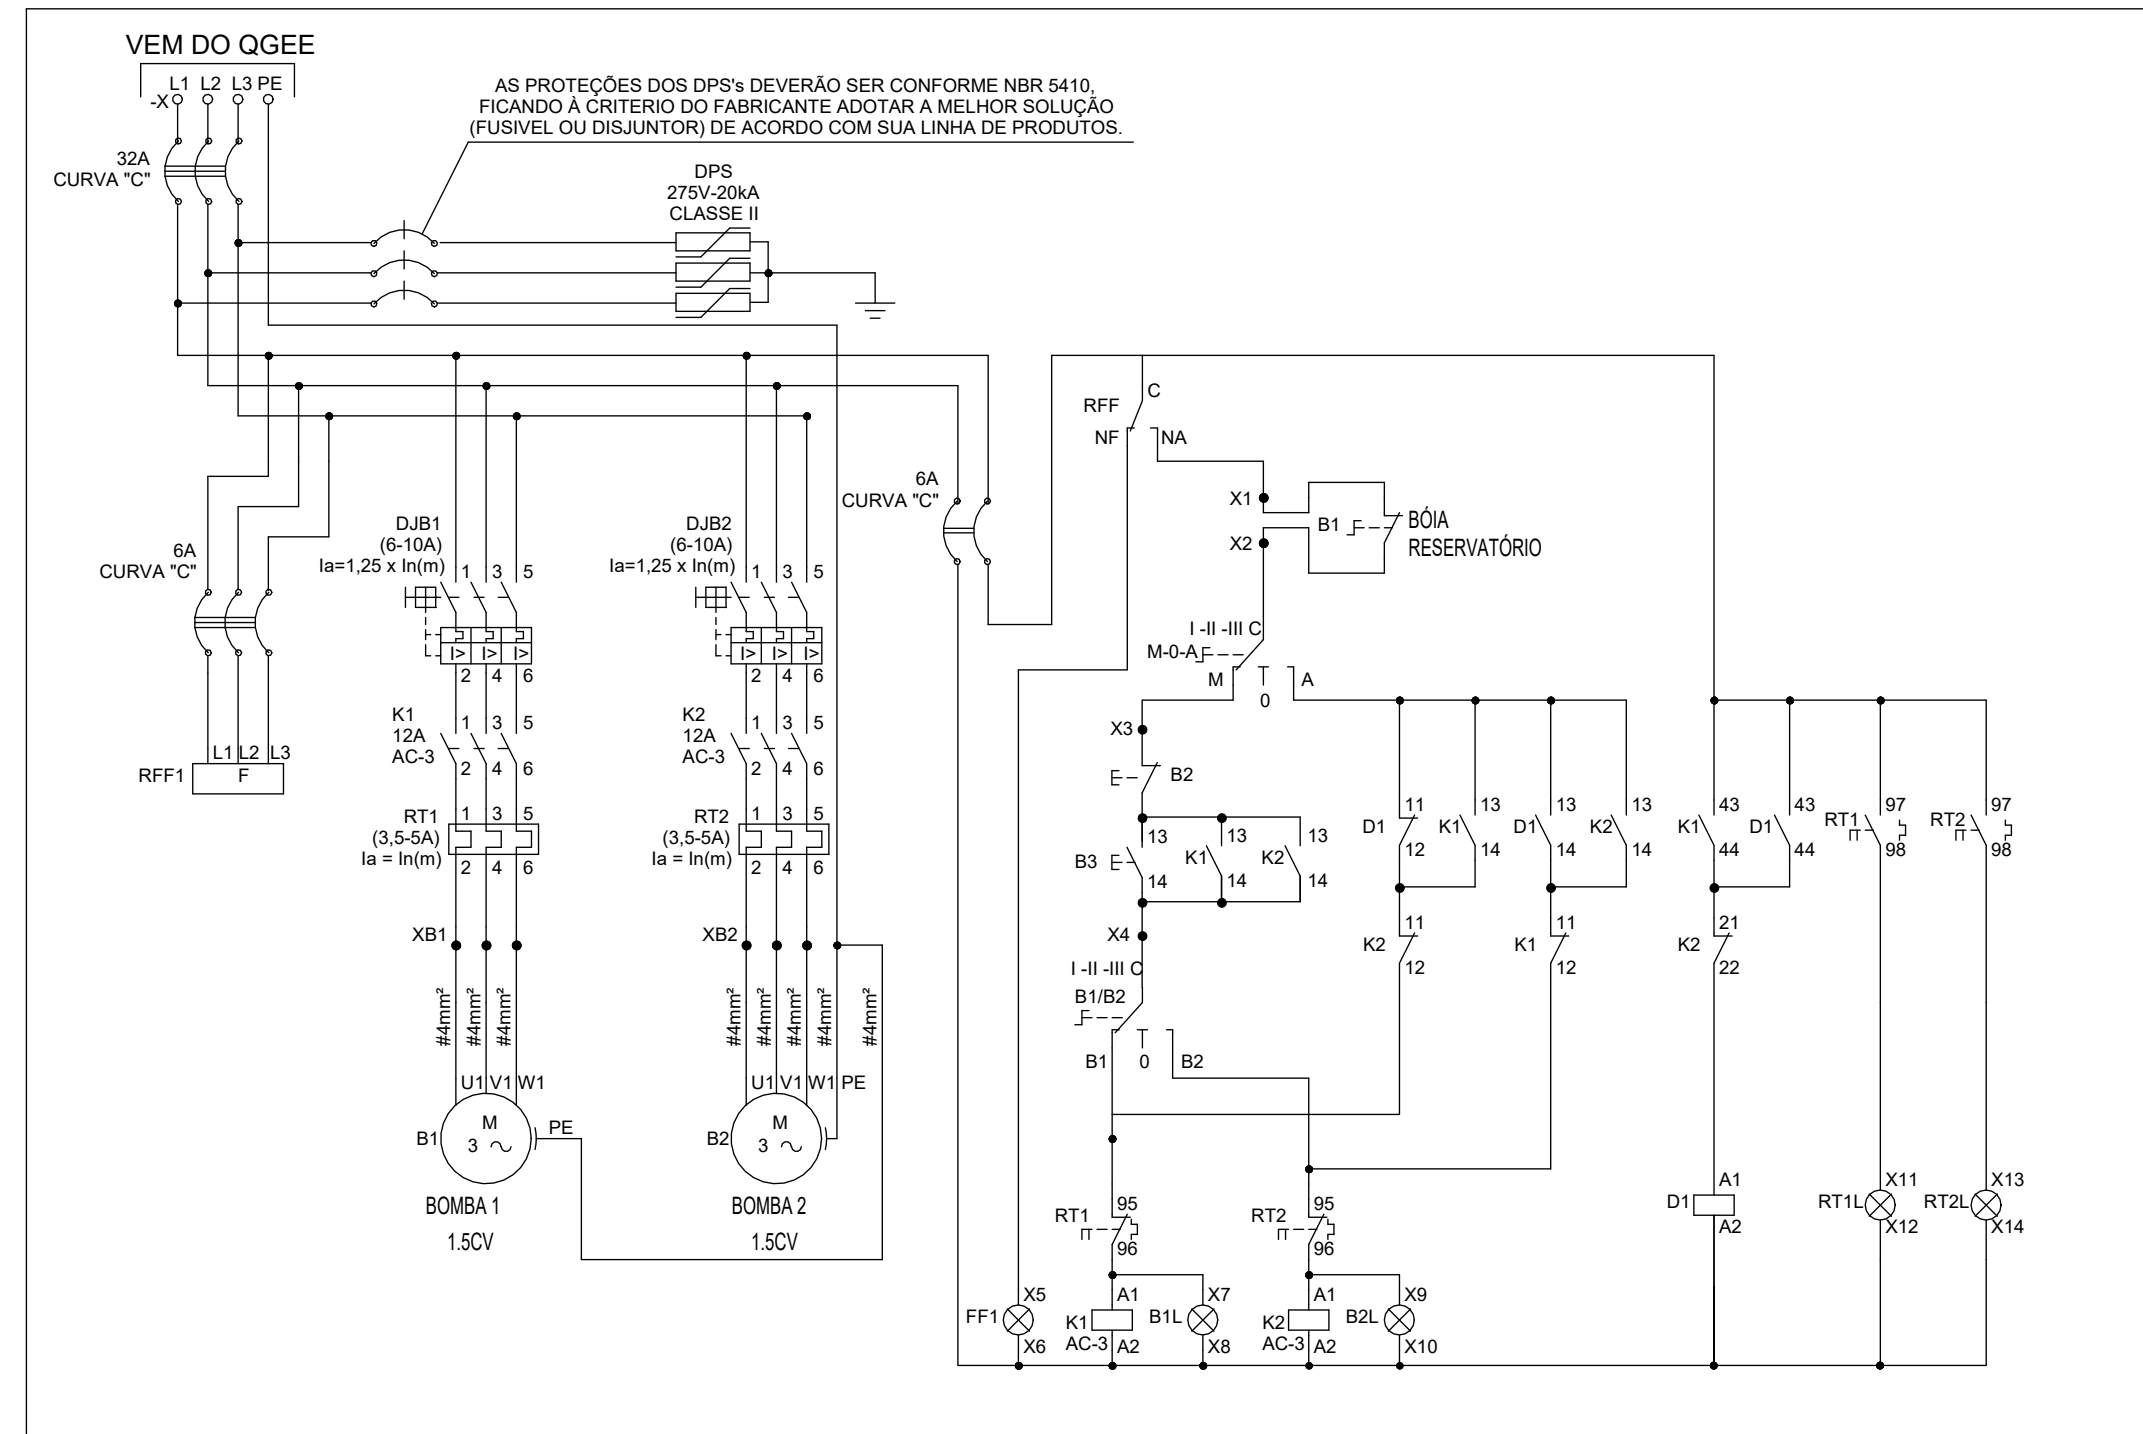 VEM DO QGEE
L1 L2 L3 PE
-X
AS PROTEÇÕES DOS DPS's DEVERÃO SER CONFORME NBR 5410,
FICANDO À CRITERIO DO FABRICANTE ADOTAR A MELHOR SOLUÇÃO
(FUSIVEL OU DISJUNTOR) DE ACORDO COM SUA LINHA DE PRODUTOS.
32A
CURVA "C"
DPS
275V-20kA
CLASSE II
6A
CURVA "C"
L1 L2 L3
RFF1 F
DJB1
(6-10A)
Ia=1,25 x In(m)
1 3 5
I> I> I>
2 4 6
K1
12A
AC-3
1 3 5
2 4 6
RT1
(3,5-5A)
Ia = In(m)
1 3 5
2 4 6
XB1
#4mm²
#4mm²
#4mm²
U1 V1 W1
B1
M
3
PE
BOMBA 1
1.5CV
DJB2
(6-10A)
Ia=1,25 x In(m)
1 3 5
I> I> I>
2 4 6
K2
12A
AC-3
1 3 5
2 4 6
RT2
(3,5-5A)
Ia = In(m)
1 3 5
2 4 6
XB2
#4mm²
#4mm²
#4mm²
#4mm²
#4mm²
U1 V1 W1 PE
B2
M
3
BOMBA 2
1.5CV
6A
CURVA "C"
C
RFF
NF NA
X1
B1
BÓIA
RESERVATÓRIO
X2
I -II -III C
M-0-A
M 0 A
X3
B2
13
B3
14
13
K1
14
13
K2
14
X4
I -II -III C
B1/B2
B1 0 B2
11
D1
12
13
K1
14
13
D1
14
13
K2
14
11
K2
12
11
K1
12
43
K1
44
43
D1
44
97
RT1
98
97
RT2
98
21
K2
22
95
RT1
96
95
RT2
96
A1
D1
A2
X11
RT1L
X12
X13
RT2L
X14
X5
FF1
X6
A1
K1
AC-3 A2
X7
B1L
X8
A1
K2
AC-3 A2
X9
B2L
X10